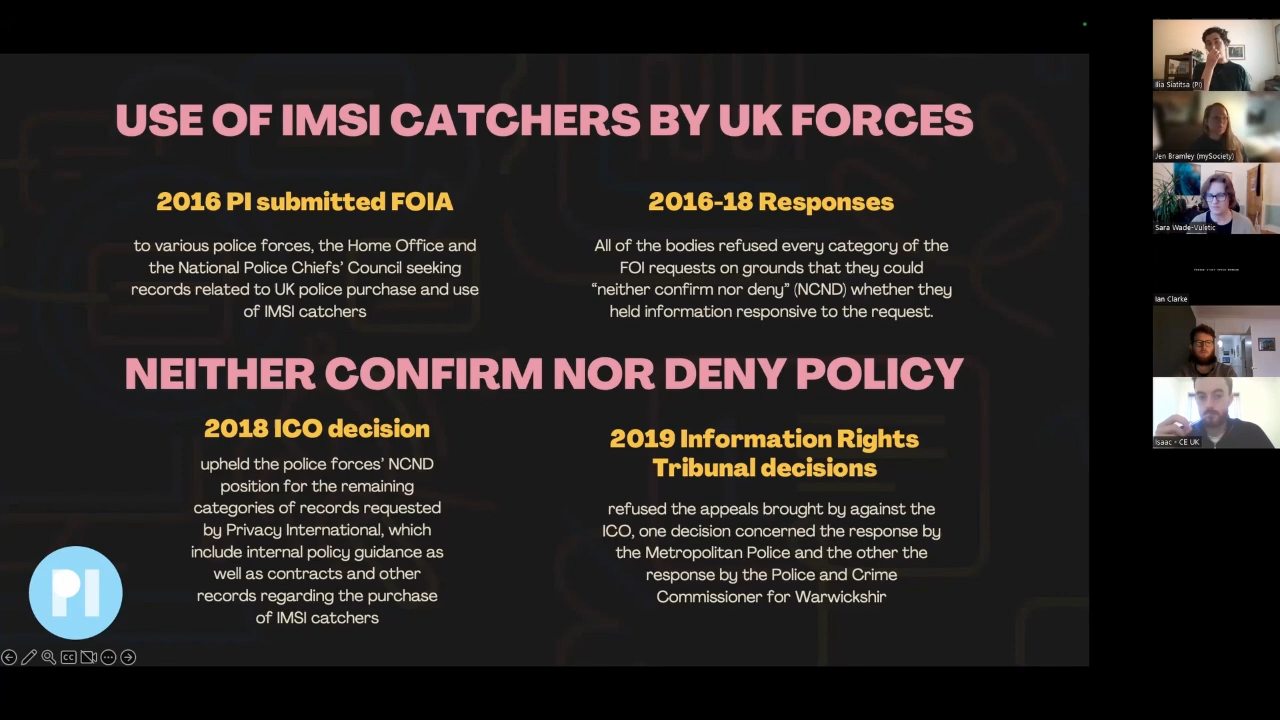 USE OF IMSI CATCHERS BY UK FORCES
2016 PI submitted FOIA
to various police forces, the Home Office and
the National Police Chiefs’ Council seeking
records related to UK police purchase and use
of IMSI catchers
2016-18 Responses
All of the bodies refused every category of the
FOI requests on grounds that they could
“neither confirm nor deny” (NCND) whether they
held information responsive to the request.
NEITHER CONFIRM NOR DENY POLICY
2018 ICO decision
upheld the police forces’ NCND
position for the remaining
categories of records requested
by Privacy International, which
include internal policy guidance as
well as contracts and other
records regarding the purchase
of IMSI catchers
2019 Information Rights
Tribunal decisions
refused the appeals brought by against the
ICO, one decision concerned the response by
the Metropolitan Police and the other the
response by the Police and Crime
Commissioner for Warwickshir
PI
CC
Ilia Siatitsa (PI)
Jen Bramley (mySociety)
Sara Wade-Vuletic
Ian Clarke
Isaac - CE UK